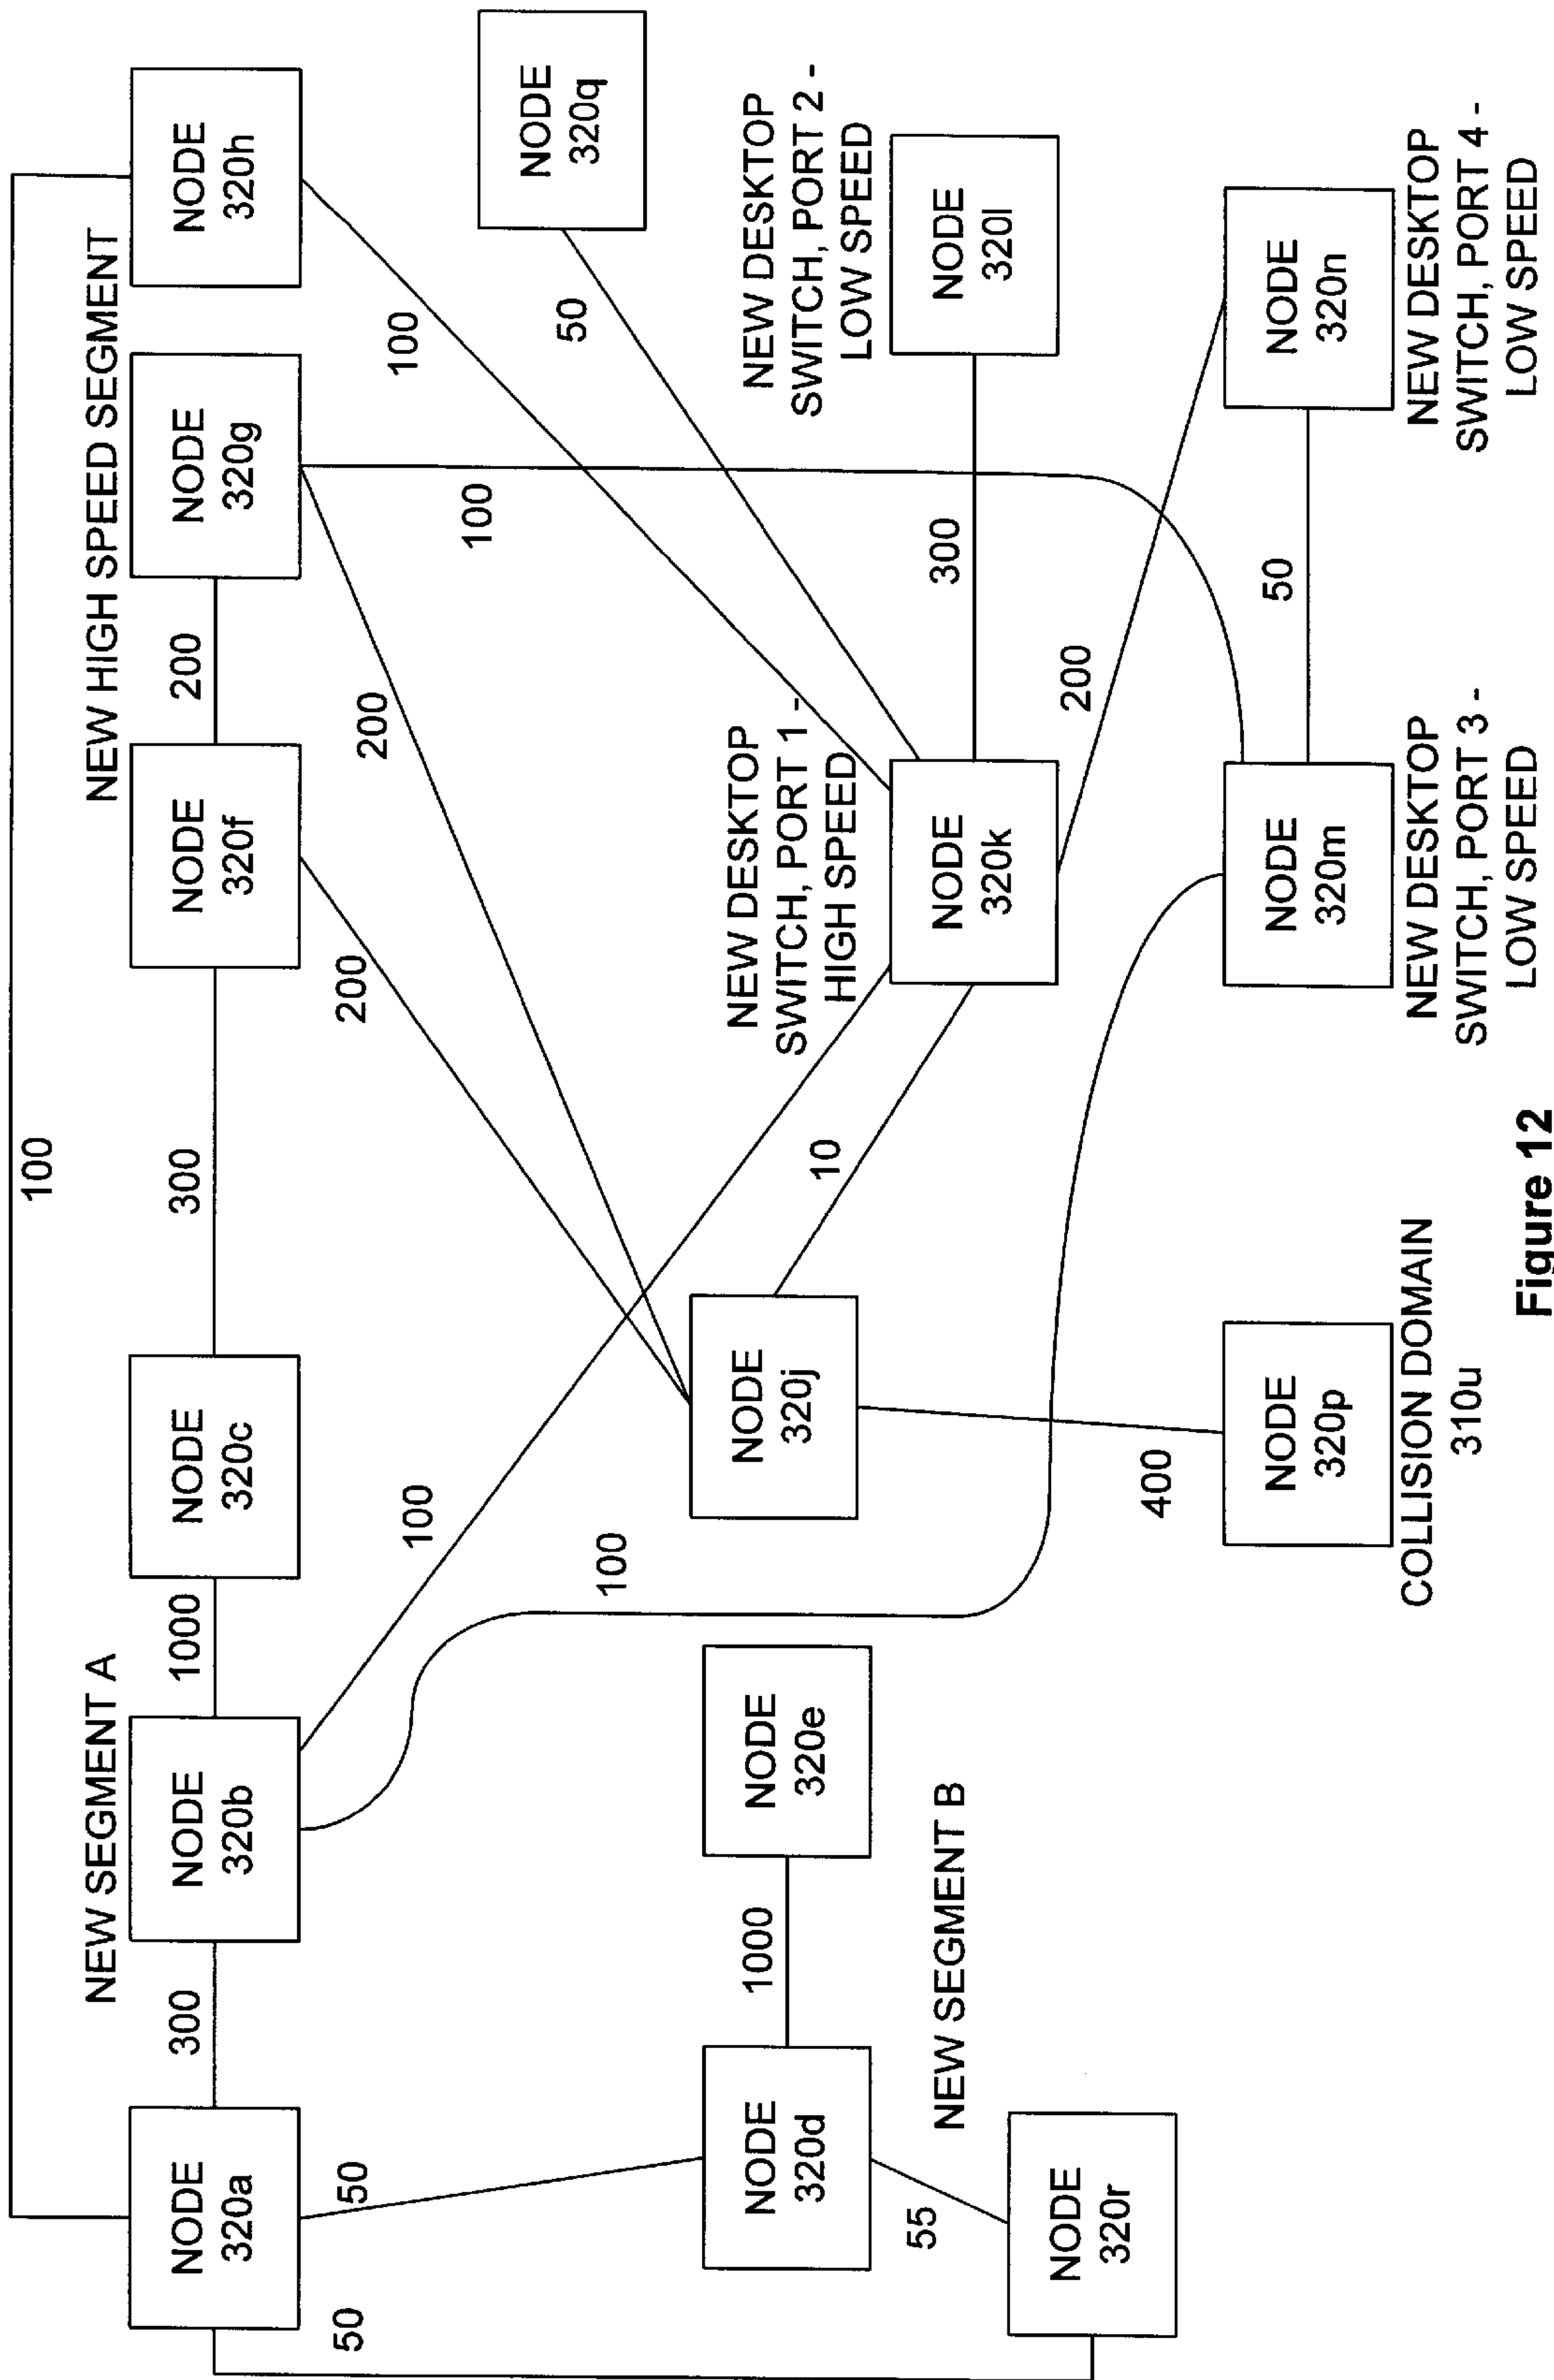 100
NEW SEGMENT A
NEW HIGH SPEED SEGMENT
NODE
320a
300
NODE
320b
1000
NODE
320c
300
NODE
320f
200
NODE
320g
NODE
320h
50
50
100
200
200
100
100
NODE
320q
50
100
NODE
320d
1000
NODE
320e
NODE
320j
10
NEW DESKTOP
SWITCH, PORT 1 -
HIGH SPEED
NEW DESKTOP
SWITCH, PORT 2 -
LOW SPEED
55
NEW SEGMENT B
NODE
320k
300
NODE
320l
NODE
320r
400
200
NODE
320p
NODE
320m
50
NODE
320n
COLLISION DOMAIN
310u
NEW DESKTOP
SWITCH, PORT 3 -
LOW SPEED
NEW DESKTOP
SWITCH, PORT 4 -
LOW SPEED
Figure 12